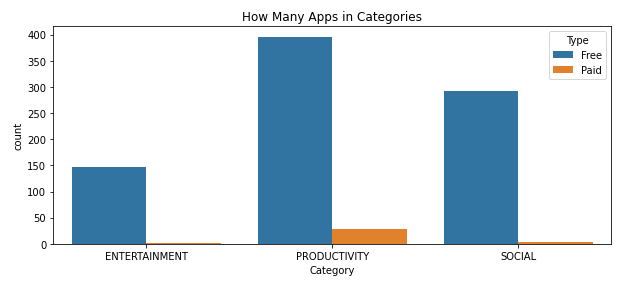 How Many Apps in Categories
Type
Free
Paid
count
400
350
300
250
200
150
100
50
0
ENTERTAINMENT PRODUCTIVITY SOCIAL
Category